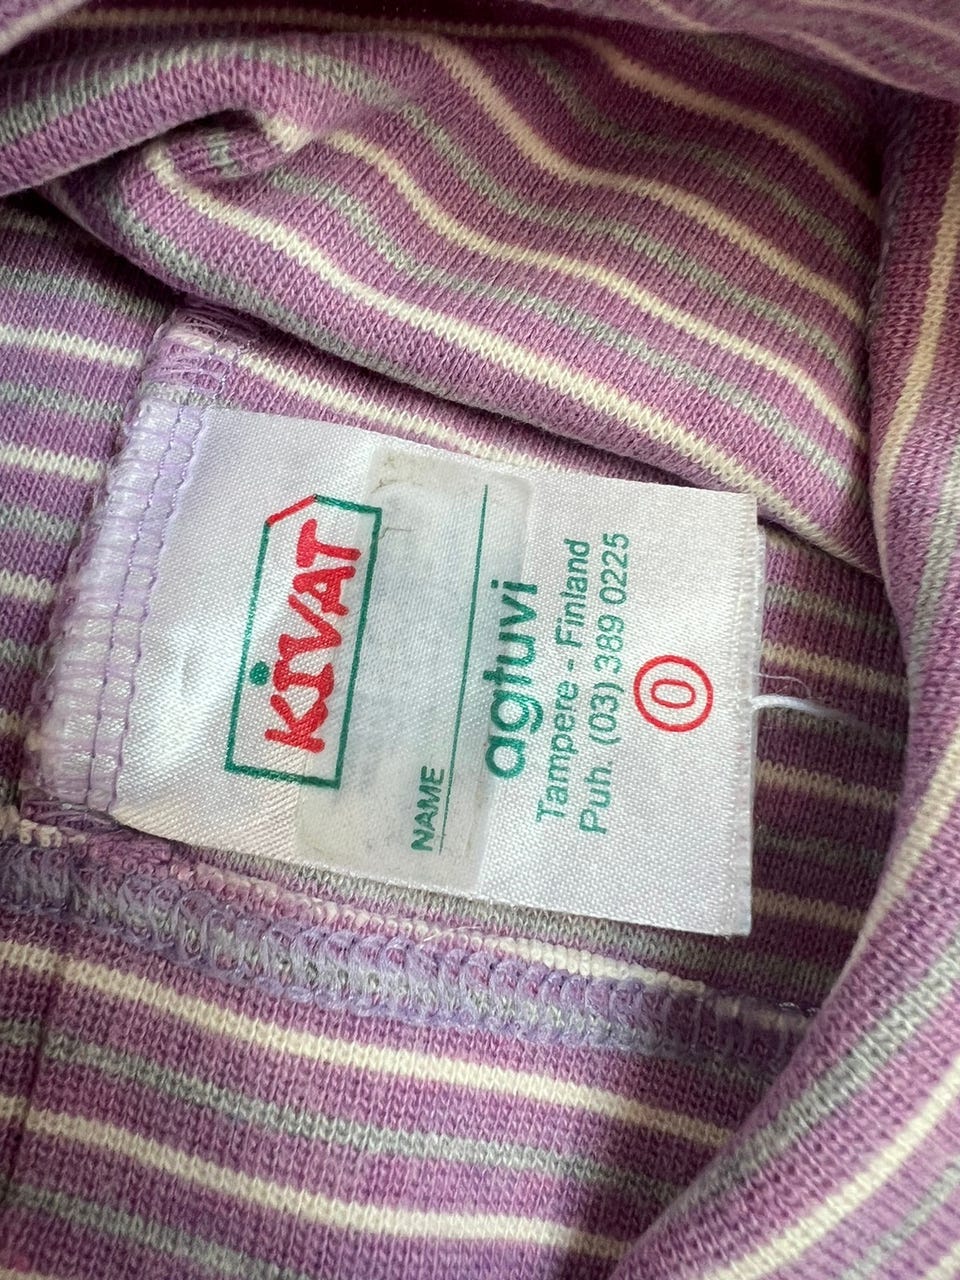 KiVAT
NAME
agtuvi
Tampere - Finland
Puh. (03) 389 0225
0